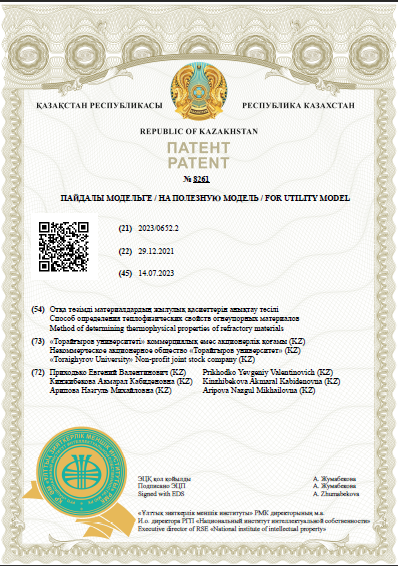 ҚАЗАҚСТАН РЕСПУБЛИКАСЫ
РЕСПУБЛИКА КАЗАХСТАН
REPUBLIC OF KAZAKHSTAN
ПАТЕНТ
PATENT
№ 8261
ПАЙДАЛЫ МОДЕЛЬГЕ / НА ПОЛЕЗНУЮ МОДЕЛЬ / FOR UTILITY MODEL
(21) 2023/0652.2
(22) 29.12.2021
(45) 14.07.2023
(54) Отқа төзімді материалдардың жылулық қасиеттерін анықтау тәсілі
Способ определения теплофизических свойств огнеупорных материалов
Method of determining thermophysical properties of refractory materials
(73) «Торайғыров университеті» коммерциялық емес акционерлік қоғамы (KZ)
Некоммерческое акционерное общество «Торайгыров университет» (KZ)
«Toraighyrov University» Non-profit joint stock company (KZ)
(72) Приходько Евгений Валентинович (KZ) Prikhodko Yevgeniy Valentinovich (KZ)
Кинжибекова Акмарал Кабиденовна (KZ) Kinzhibekova Akmaral Kabidenovna (KZ)
Арипова Назгуль Михайловна (KZ) Aripova Nazgul Mikhailovna (KZ)
ЭЦҚ қол қойылды А. Жумабекова
Подписано ЭЦП А. Жумабекова
Signed with EDS A. Zhumabekova
«Ұлттық зияткерлік меншік институты» РМК директорының м.а.
И.о. директора РГП «Национальный институт интеллектуальной собственности»
Executive director of RSE «National institute of intellectual property»